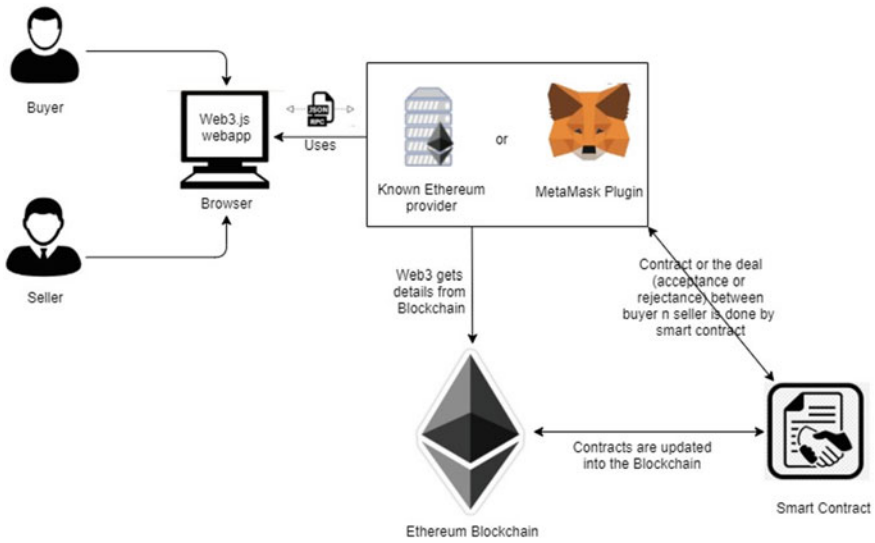 Buyer
Web3.js
webapp
JSON
RPC
Uses
Browser
Seller
Known Ethereum
provider
or
MetaMask Plugin
Web3 gets
details from
Blockchain
Contract or the deal
(acceptance or
rejectance) between
buyer n seller is done by
smart contract
Contracts are updated
into the Blockchain
Ethereum Blockchain
Smart Contract